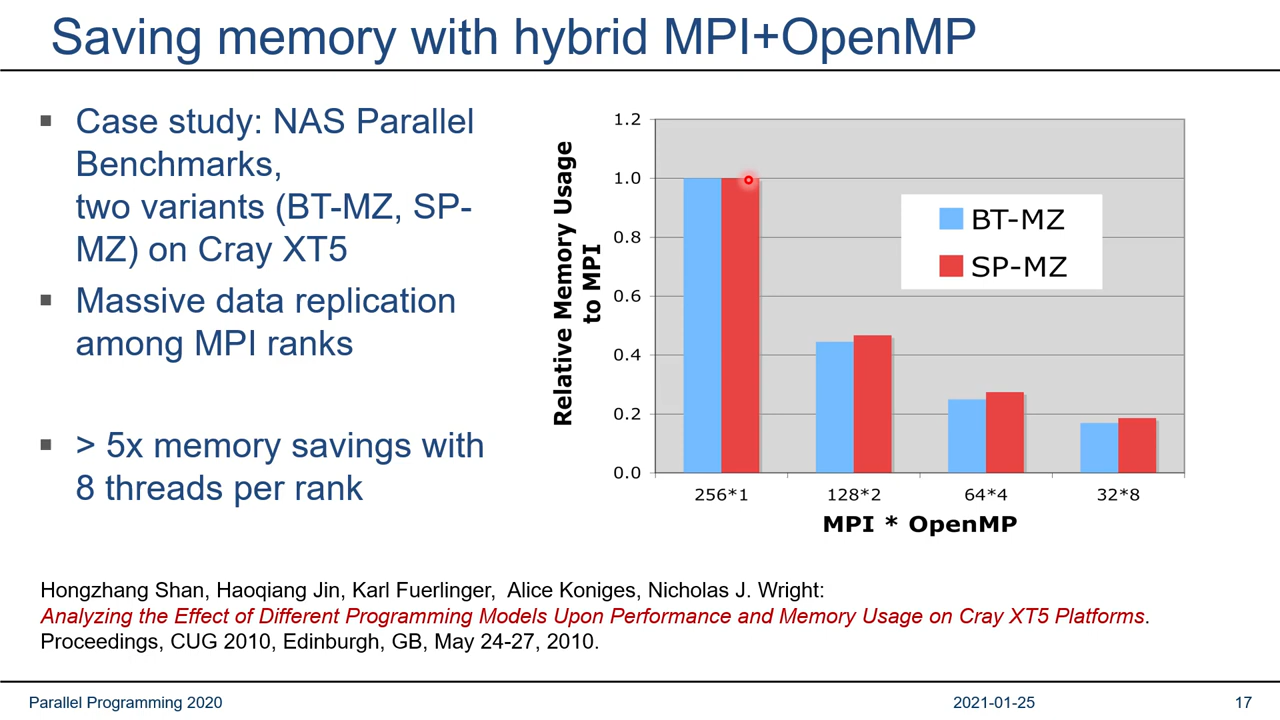 Saving memory with hybrid MPI+OpenMP
▪ Case study: NAS Parallel
Benchmarks,
two variants (BT-MZ, SP-
MZ) on Cray XT5
▪ Massive data replication
among MPI ranks
▪ > 5x memory savings with
8 threads per rank
Relative Memory Usage
to MPI
1.2
1.0
0.8
0.6
0.4
0.2
0.0
BT-MZ
SP-MZ
256*1 128*2 64*4 32*8
MPI * OpenMP
Hongzhang Shan, Haoqiang Jin, Karl Fuerlinger, Alice Koniges, Nicholas J. Wright:
Analyzing the Effect of Different Programming Models Upon Performance and Memory Usage on Cray XT5 Platforms.
Proceedings, CUG 2010, Edinburgh, GB, May 24-27, 2010.
Parallel Programming 2020 2021-01-25 17